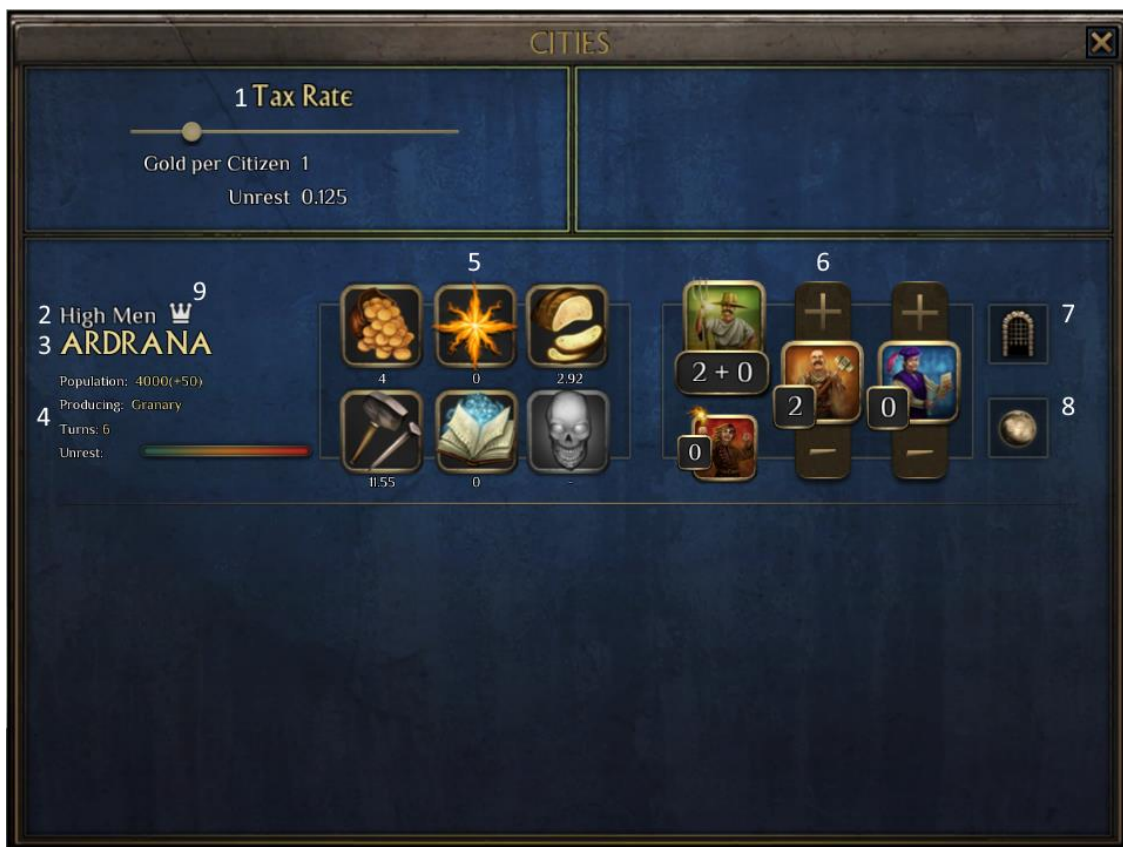 CITIES
1 Tax Rate
Gold per Citizen 1
Unrest 0.125
5
6
9
2 High Men
7
3 ARDRANA
4 0 2.92
2 + 0
2
0
Population: 4000(+50)
Producing: Granary
4 Turns: 6
8
Unrest:
0
11.55 0 -